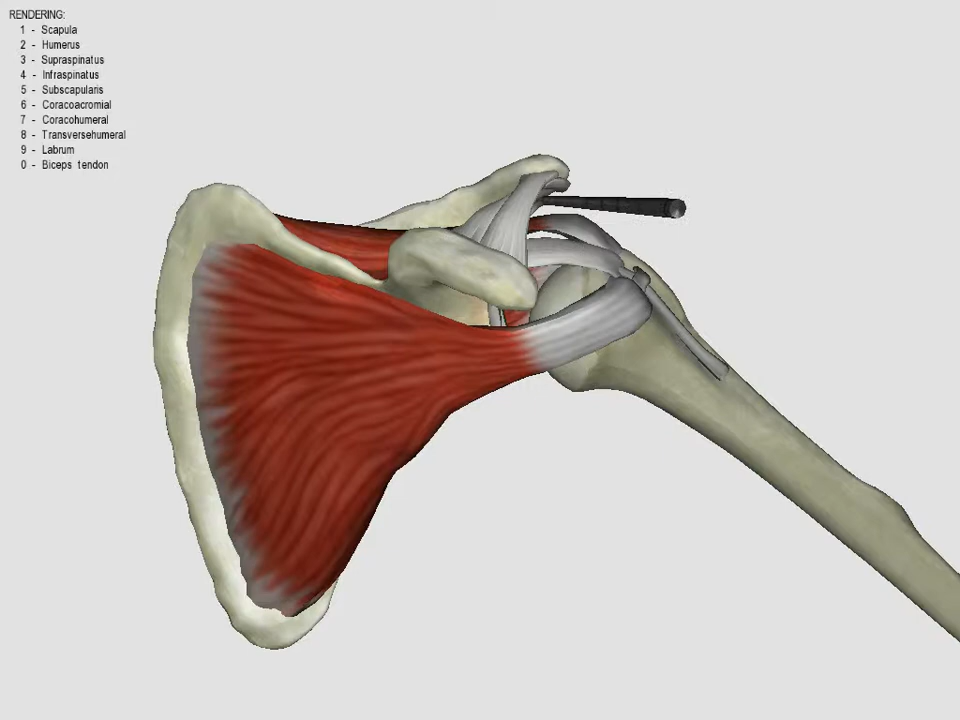 RENDERING:
1 - Scapula
2 - Humerus
3 - Supraspinatus
4 - Infraspinatus
5 - Subscapularis
6 - Coracoacromial
7 - Coracohumeral
8 - Transversehumeral
9 - Labrum
0 - Biceps tendon